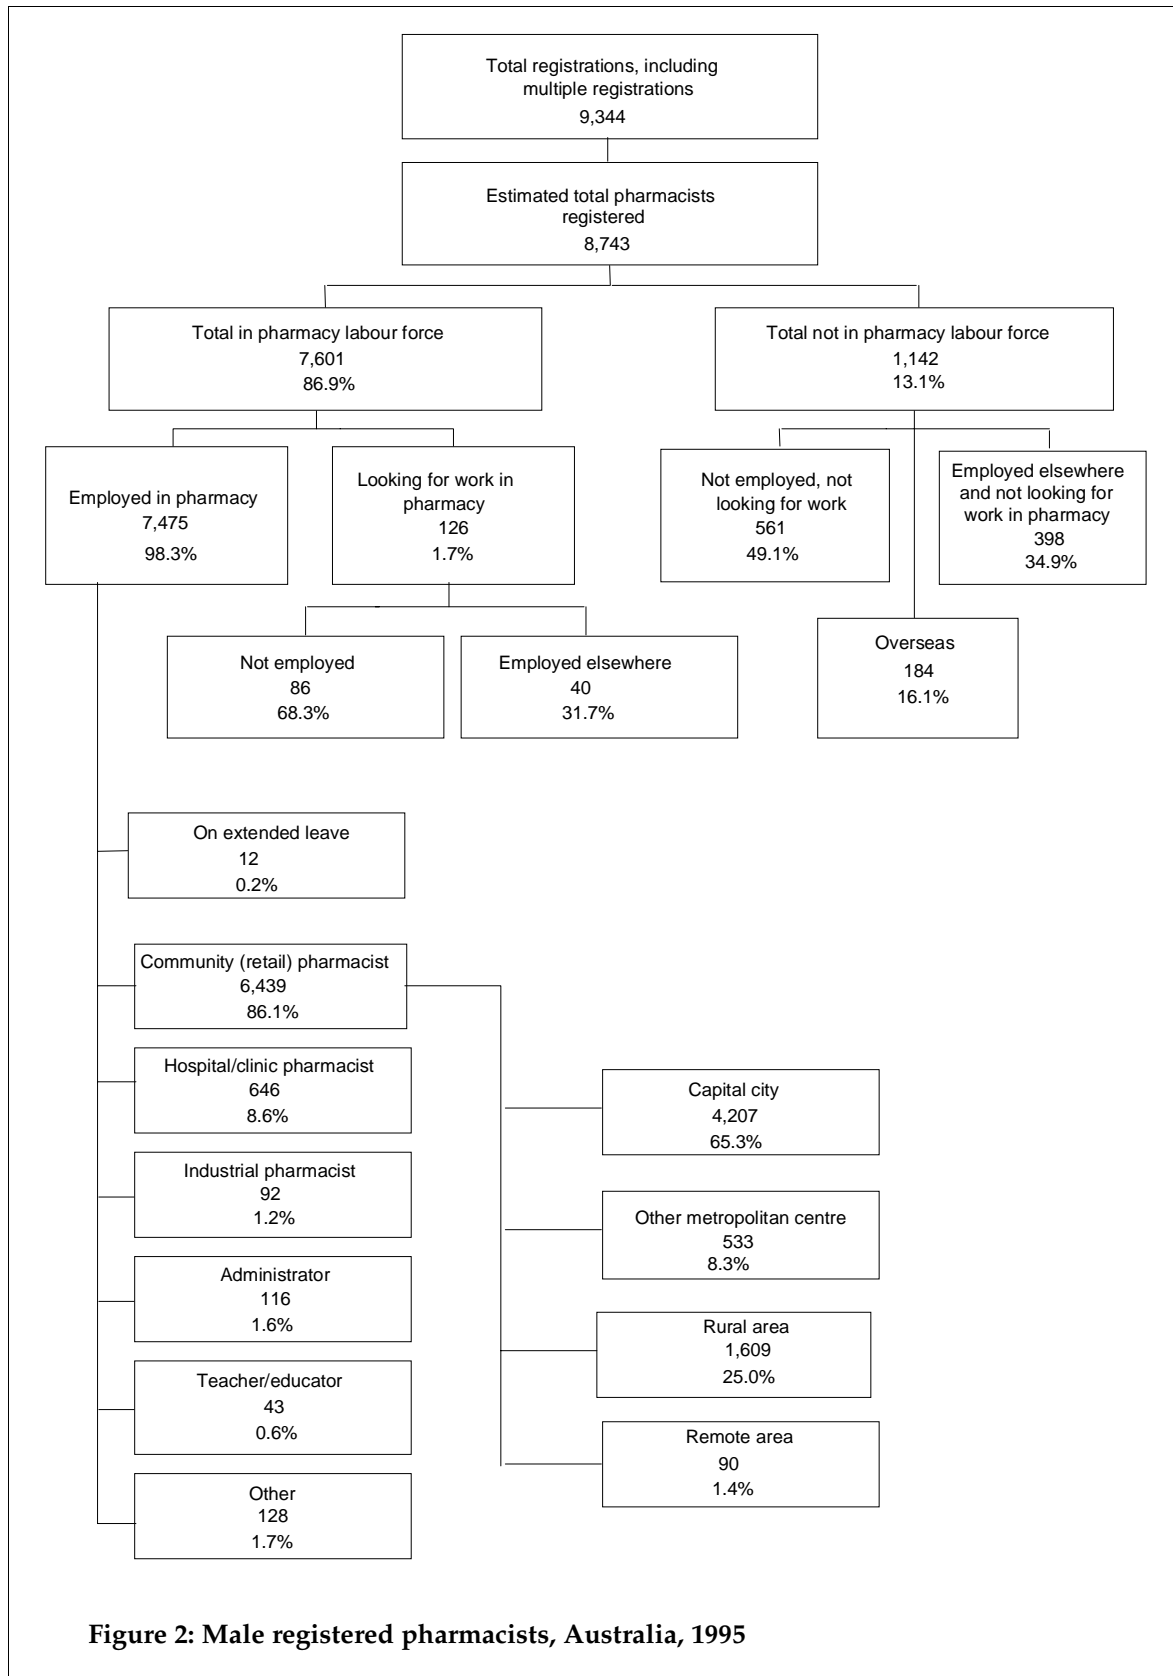 Total registrations, including
multiple registrations
9,344
Estimated total pharmacists
registered
8,743
Total in pharmacy labour force
7,601
86.9%
Total not in pharmacy labour force
1,142
13.1%
Employed in pharmacy
7,475
98.3%
Looking for work in
pharmacy
126
1.7%
Not employed, not
looking for work
561
49.1%
Employed elsewhere
and not looking for
work in pharmacy
398
34.9%
Not employed
86
68.3%
Employed elsewhere
40
31.7%
Overseas
184
16.1%
On extended leave
12
0.2%
Community (retail) pharmacist
6,439
86.1%
Hospital/clinic pharmacist
646
8.6%
Industrial pharmacist
92
1.2%
Administrator
116
1.6%
Teacher/educator
43
0.6%
Other
128
1.7%
Capital city
4,207
65.3%
Other metropolitan centre
533
8.3%
Rural area
1,609
25.0%
Remote area
90
1.4%
Figure 2: Male registered pharmacists, Australia, 1995